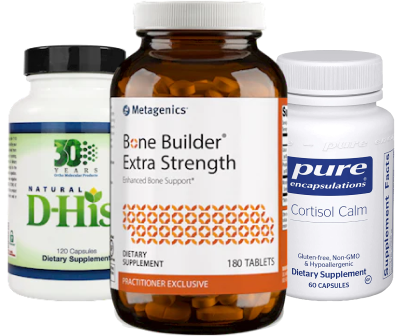 30
YEARS
NATURAL
D-His
120 Capsules
Dietary Supplement
Metagenics®
Bone Builder®
Extra Strength
Enhanced Bone Support*
DIETARY
SUPPLEMENT
180 TABLETS
PRACTITIONER EXCLUSIVE
pure
encapsulations®
Cortisol Calm
Gluten-free, Non-GMO
& Hypoallergenic
Dietary Supplement
60 CAPSULES
Supplement Facts